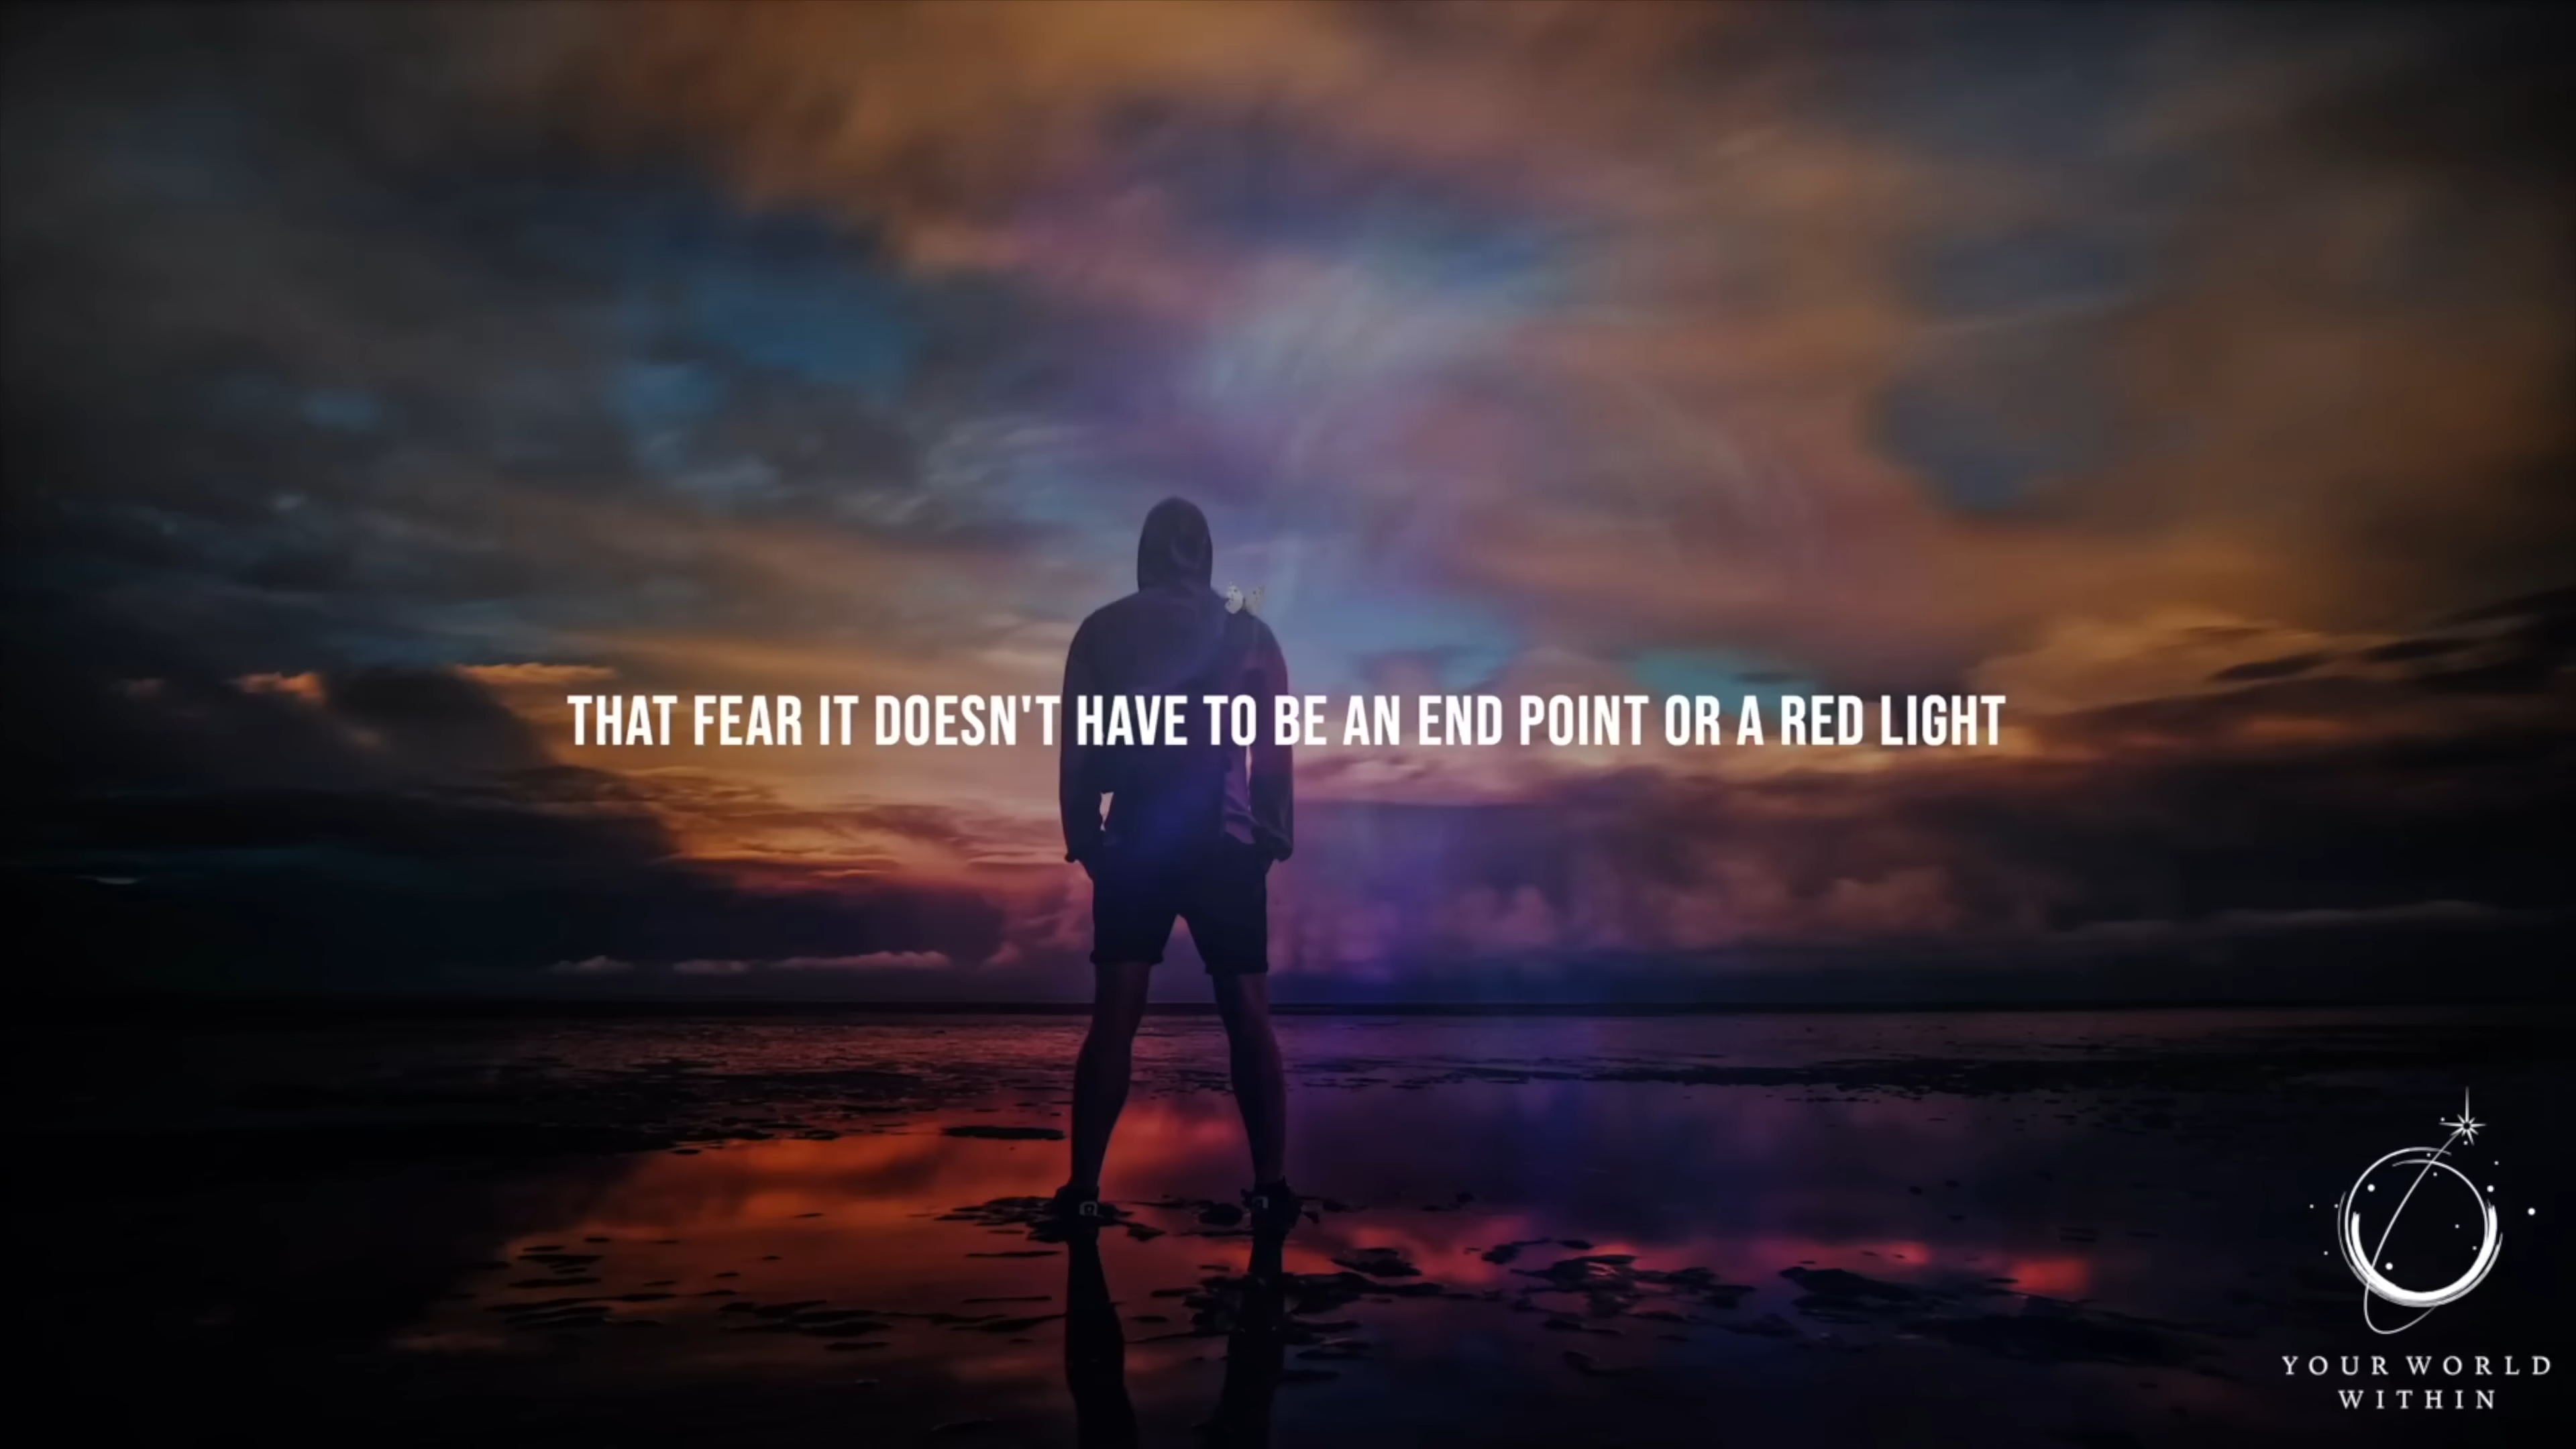 THAT FEAR IT DOESN'T HAVE TO BE AN END POINT OR A RED LIGHT
YOUR WORLD
WITHIN